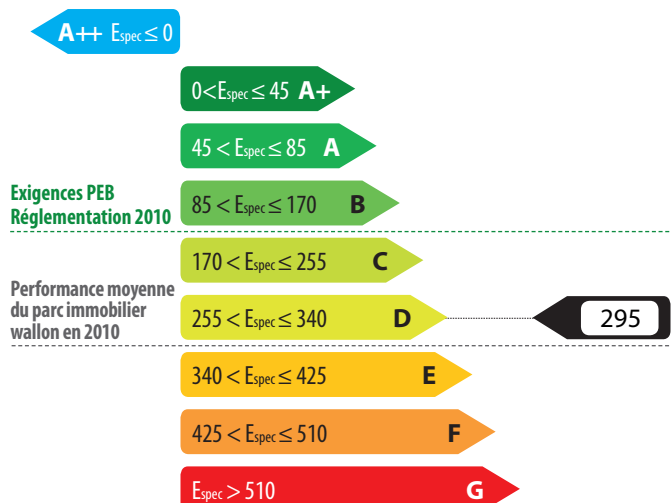 A++ Espec ≤ 0
0<Espec ≤ 45 A+
45 < Espec ≤ 85 A
Exigences PEB
Réglementation 2010
85 < Espec ≤ 170 B
170 < Espec ≤ 255 C
Performance moyenne
du parc immobilier
wallon en 2010
255 < Espec ≤ 340 D
295
340 < Espec ≤ 425 E
425 < Espec ≤ 510 F
Espec > 510 G